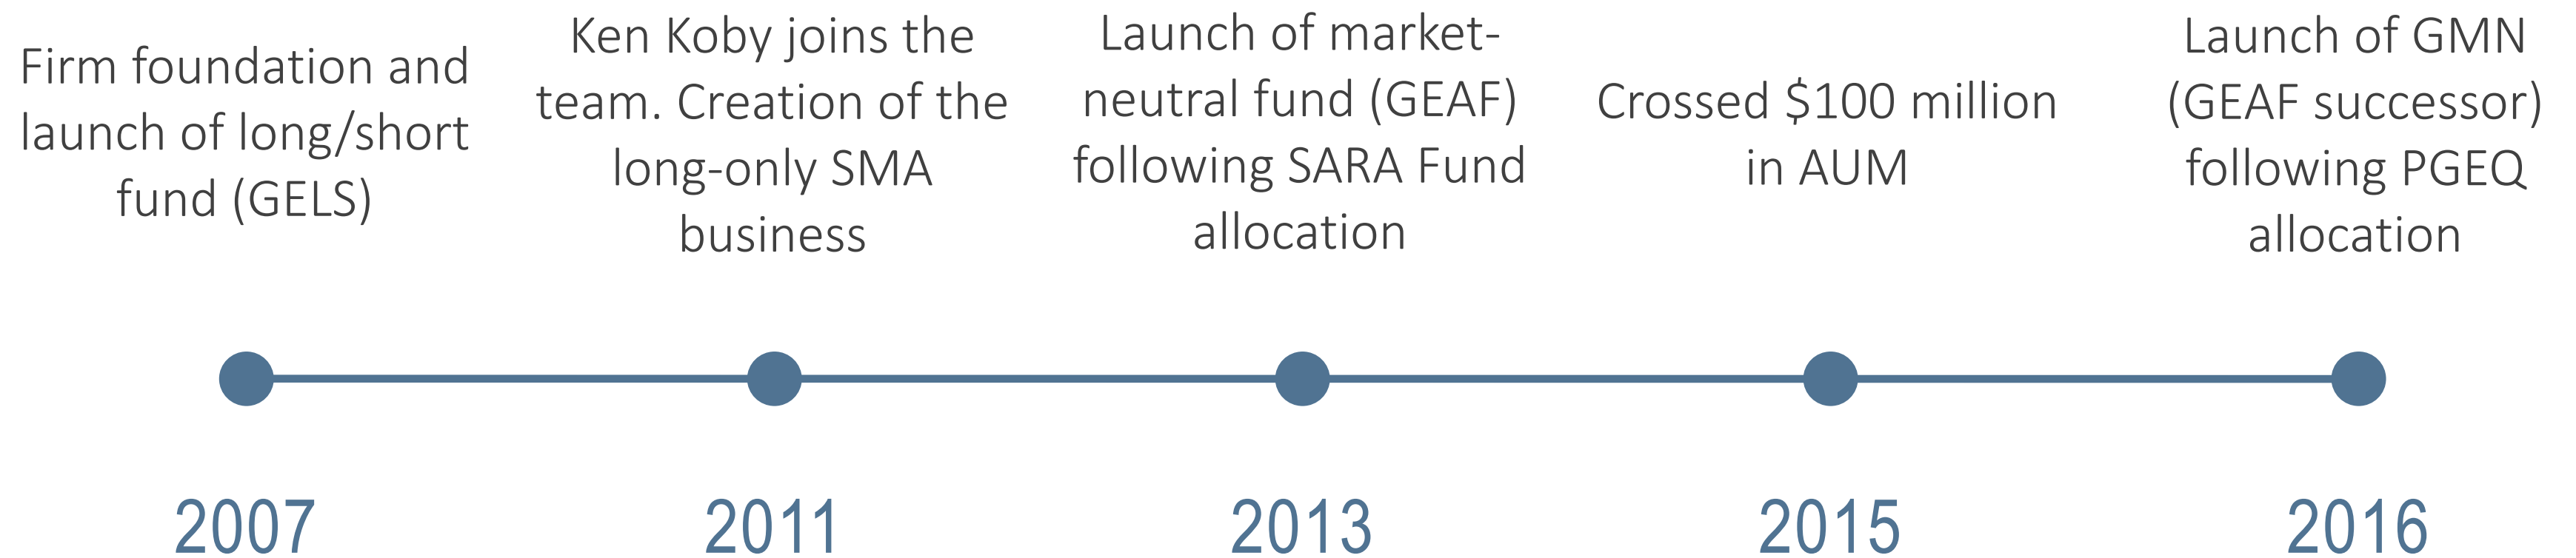 Firm foundation and
launch of long/short
fund (GELS)
Ken Koby joins the
team. Creation of the
long-only SMA
business
Launch of market-
neutral fund (GEAF)
following SARA Fund
allocation
Crossed $100 million
in AUM
Launch of GMN
(GEAF successor)
following PGEQ
allocation
2007
2011
2013
2015
2016